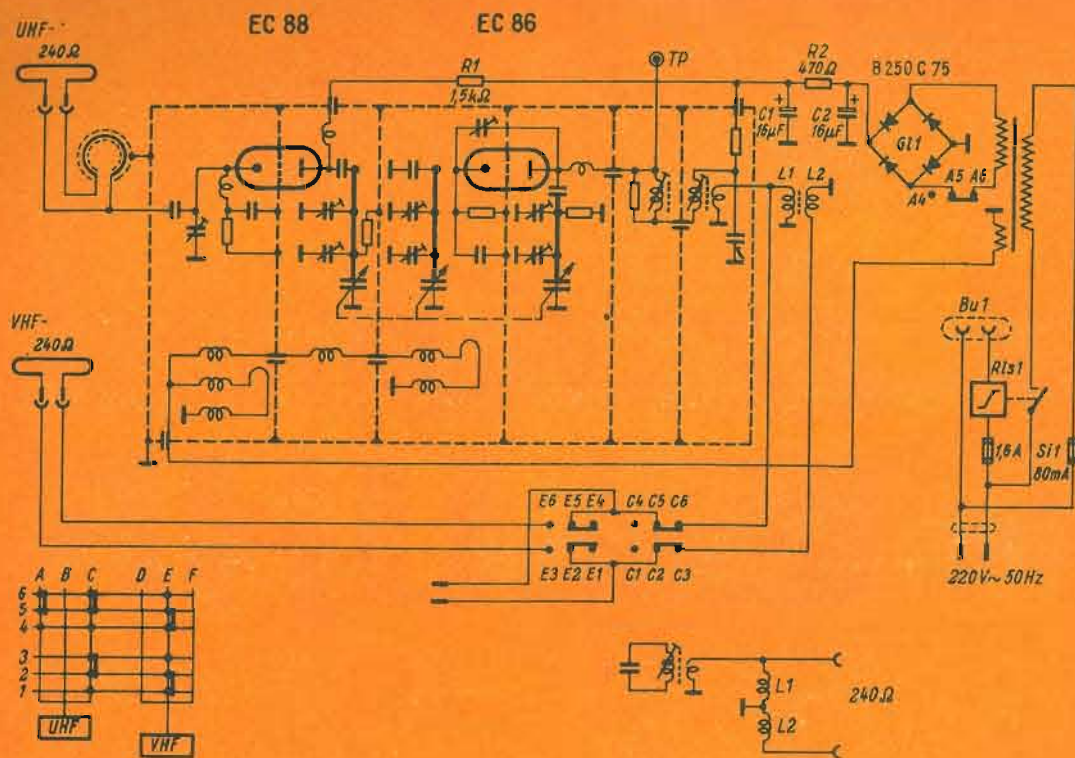 EC 88
EC 86
UHF-
240Ω
R1
1,5kΩ
TP
R2
470Ω
B250 C 75
C1
16µF
C2
16µF
Gl1
L1 L2
A5 A6
A4
VHF-
240Ω
Bu1
Rls1
1,6A
Si1
80mA
E6 E5 E4 C4 C5 C6
E3 E2 E1 C1 C2 C3
220V~ 50Hz
A B C D E F
6
5
4
3
2
1
UHF
VHF
L1
L2
240Ω